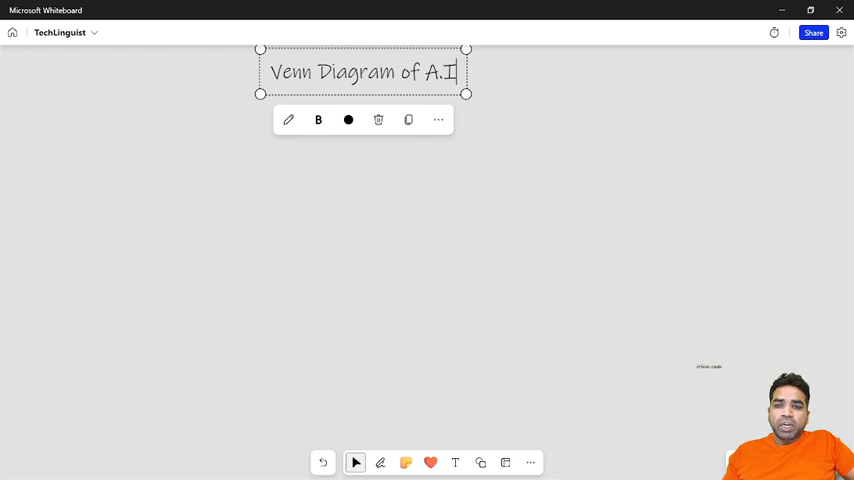 Microsoft Whiteboard
TechLinguist
Share
Venn Diagram of A.I
B
T